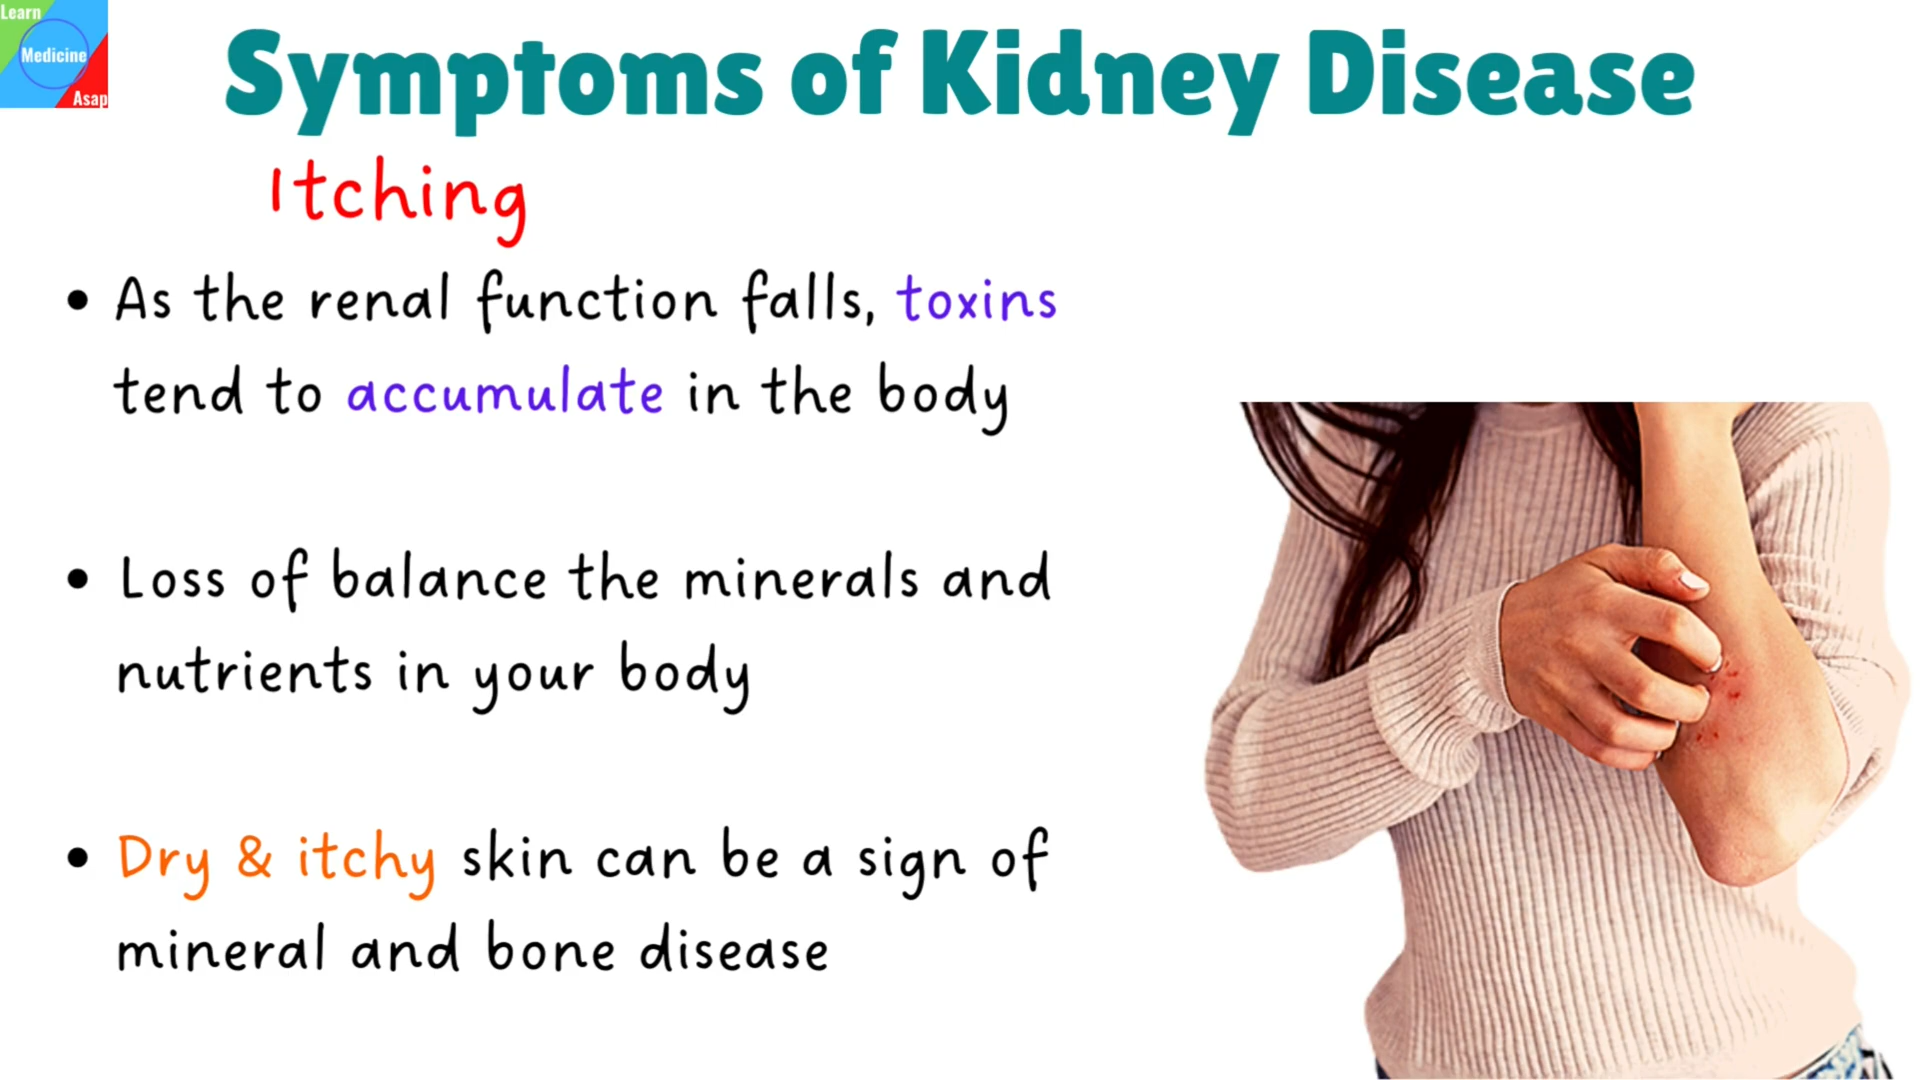 Learn
Medicine
Asap
Symptoms of Kidney Disease
Itching
• As the renal function falls, toxins
tend to accumulate in the body
• Loss of balance the minerals and
nutrients in your body
• Dry & itchy skin can be a sign of
mineral and bone disease